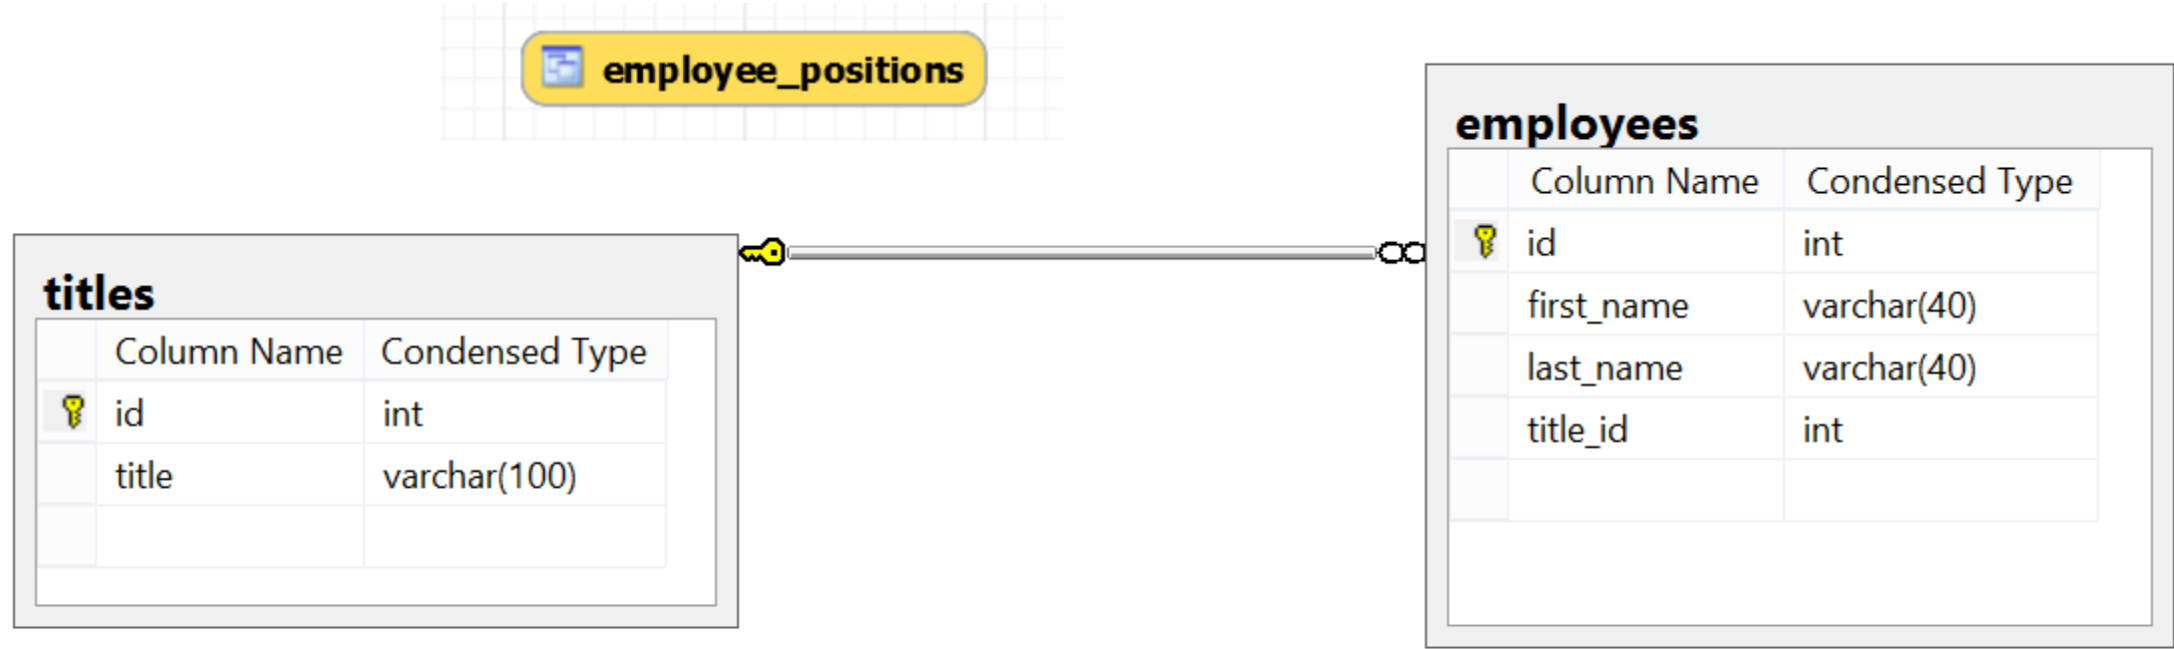 employee_positions
titles
Column Name Condensed Type
id int
title varchar(100)
employees
Column Name Condensed Type
id int
first_name varchar(40)
last_name varchar(40)
title_id int